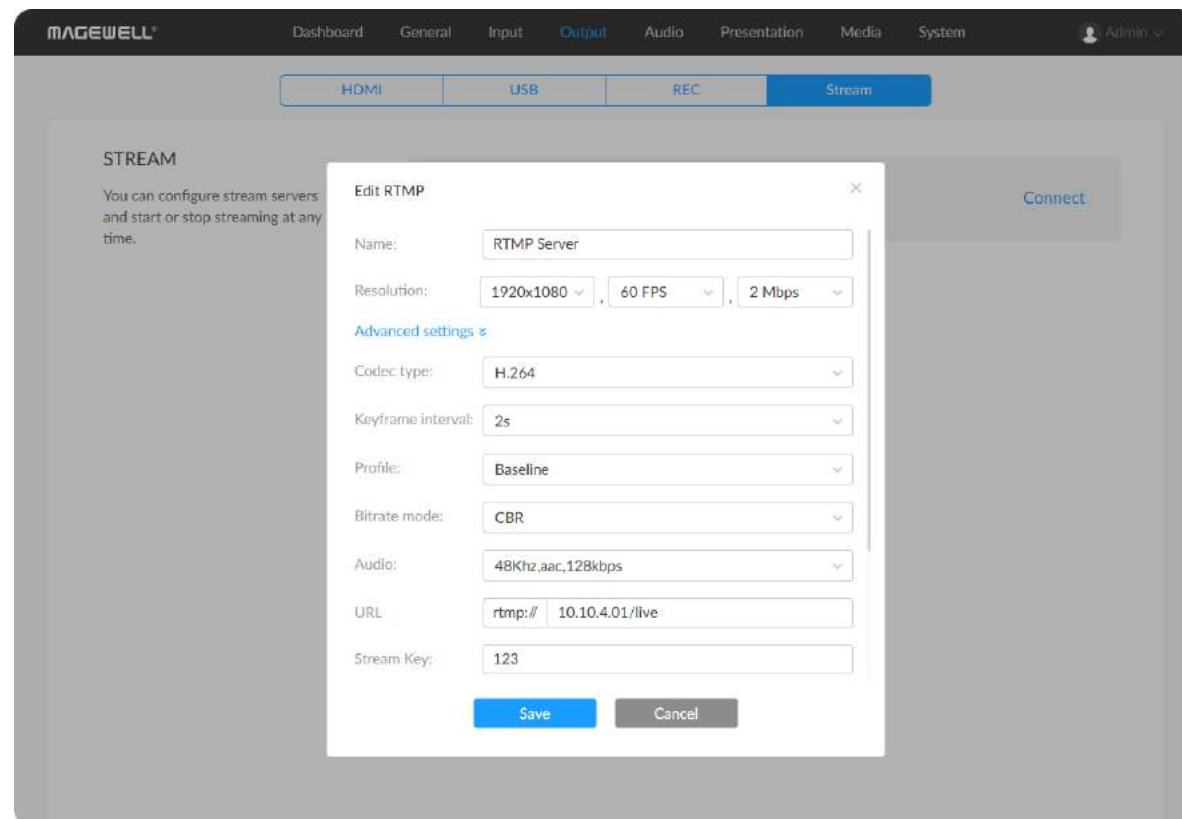 MAGEWELL®
Dashboard General Input Output Audio Presentation Media System Admin
HDMI USB REC Stream
STREAM
You can configure stream servers
and start or stop streaming at any
time.
Connect
Edit RTMP
Name: RTMP Server
Resolution: 1920x1080 , 60 FPS , 2 Mbps
Advanced settings
Codec type: H.264
Keyframe interval: 2s
Profile: Baseline
Bitrate mode: CBR
Audio: 48Khz,aac,128kbps
URL rtmp:// 10.10.4.01/live
Stream Key: 123
Save Cancel